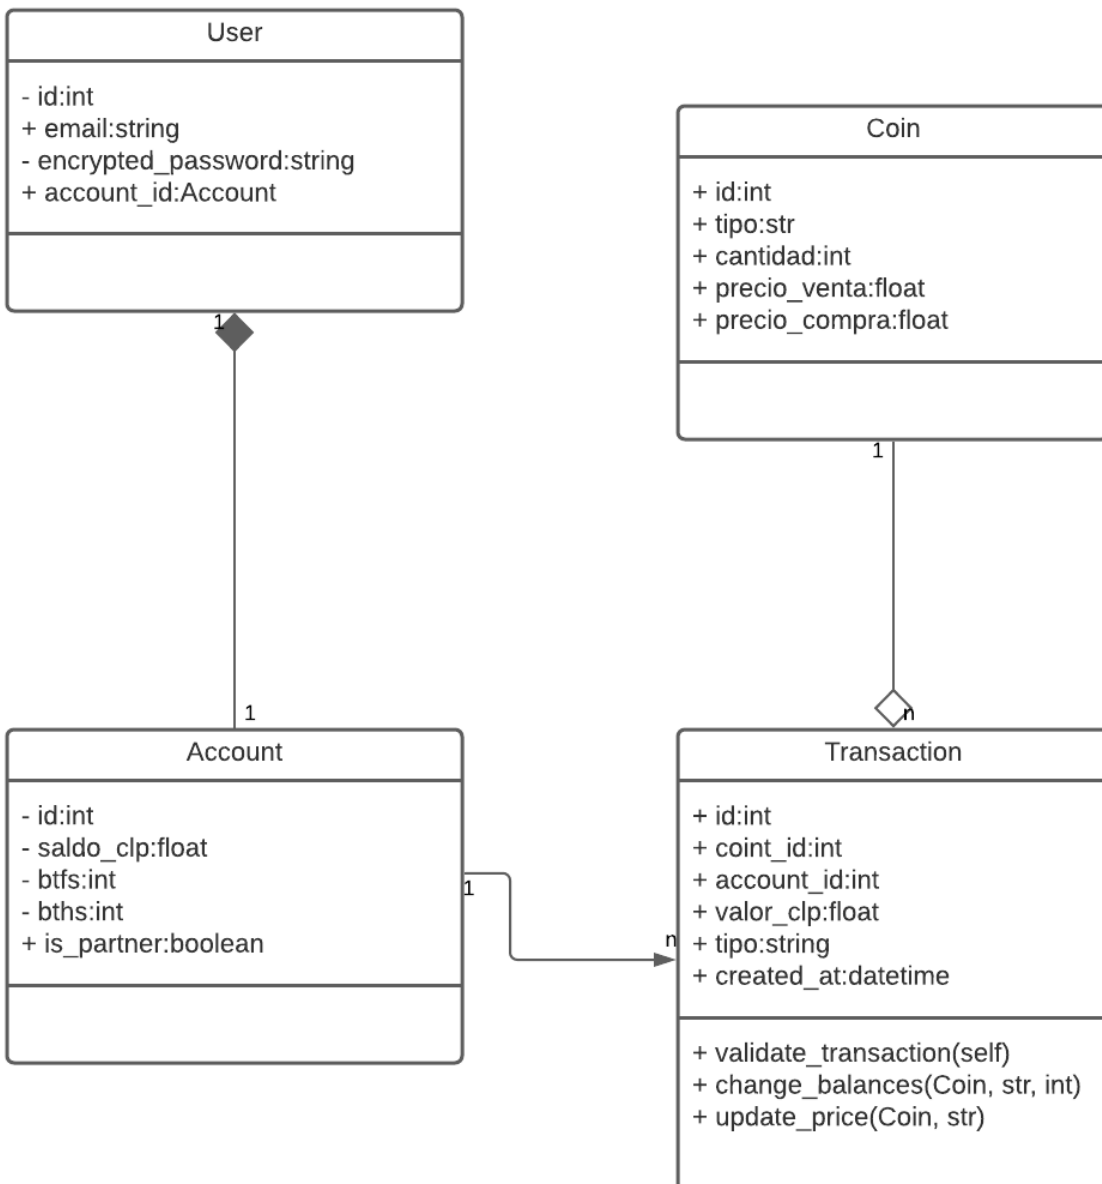 User
- id:int
+ email:string
- encrypted_password:string
+ account_id:Account
1
1
Coin
+ id:int
+ tipo:str
+ cantidad:int
+ precio_venta:float
+ precio_compra:float
1
n
Account
- id:int
- saldo_clp:float
- btfs:int
- bths:int
+ is_partner:boolean
1
n
Transaction
+ id:int
+ coint_id:int
+ account_id:int
+ valor_clp:float
+ tipo:string
+ created_at:datetime
+ validate_transaction(self)
+ change_balances(Coin, str, int)
+ update_price(Coin, str)